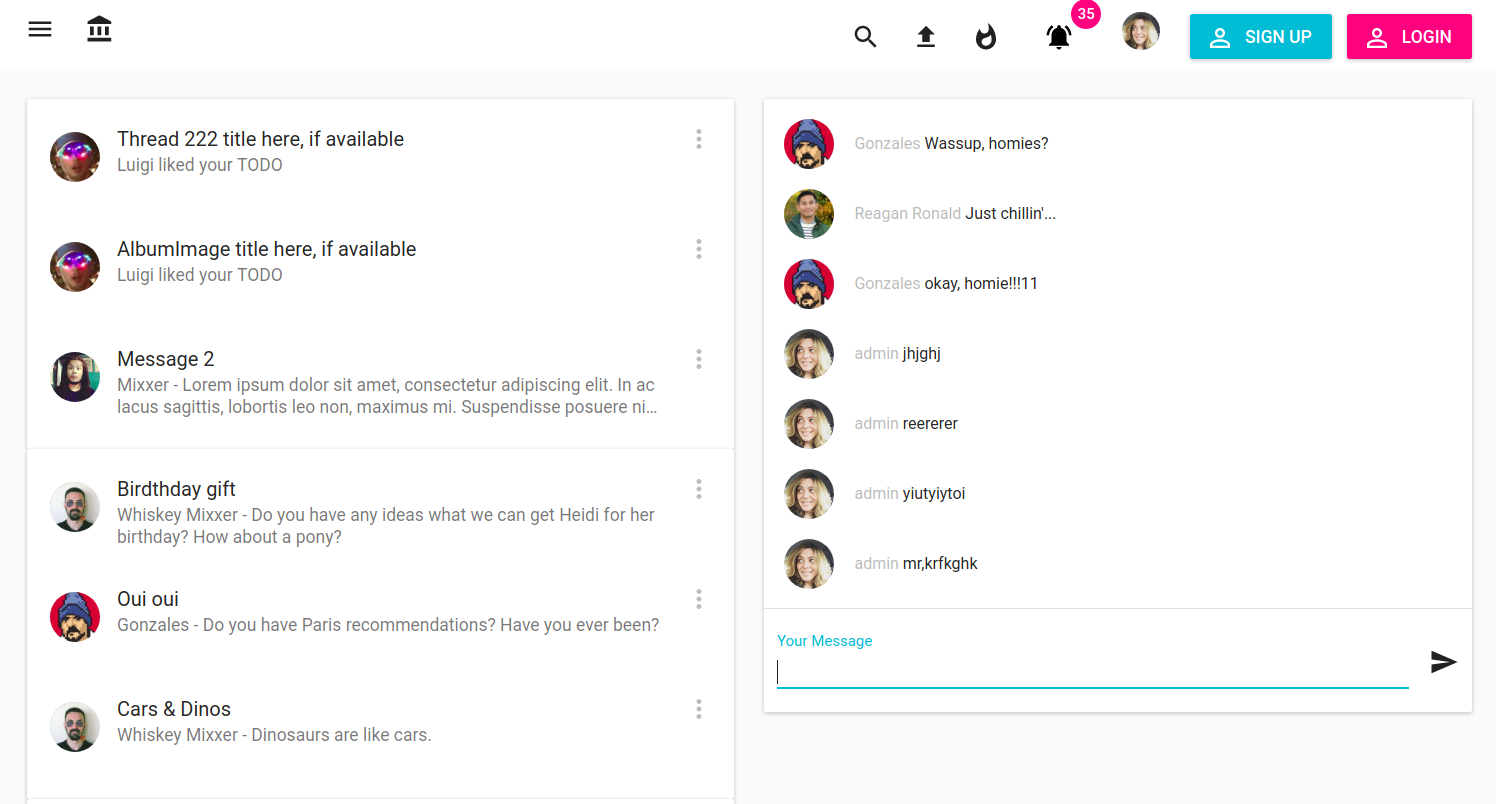 35
SIGN UP
LOGIN
Thread 222 title here, if available
Luigi liked your TODO
AlbumImage title here, if available
Luigi liked your TODO
Message 2
Mixxer - Lorem ipsum dolor sit amet, consectetur adipiscing elit. In ac
lacus sagittis, lobortis leo non, maximus mi. Suspendisse posuere ni...
Birdthday gift
Whiskey Mixxer - Do you have any ideas what we can get Heidi for her
birthday? How about a pony?
Oui oui
Gonzales - Do you have Paris recommendations? Have you ever been?
Cars & Dinos
Whiskey Mixxer - Dinosaurs are like cars.
Gonzales Wassup, homies?
Reagan Ronald Just chillin'...
Gonzales okay, homie!!!11
admin jhjghj
admin reererer
admin yiutyiytoi
admin mr,krfkghk
Your Message